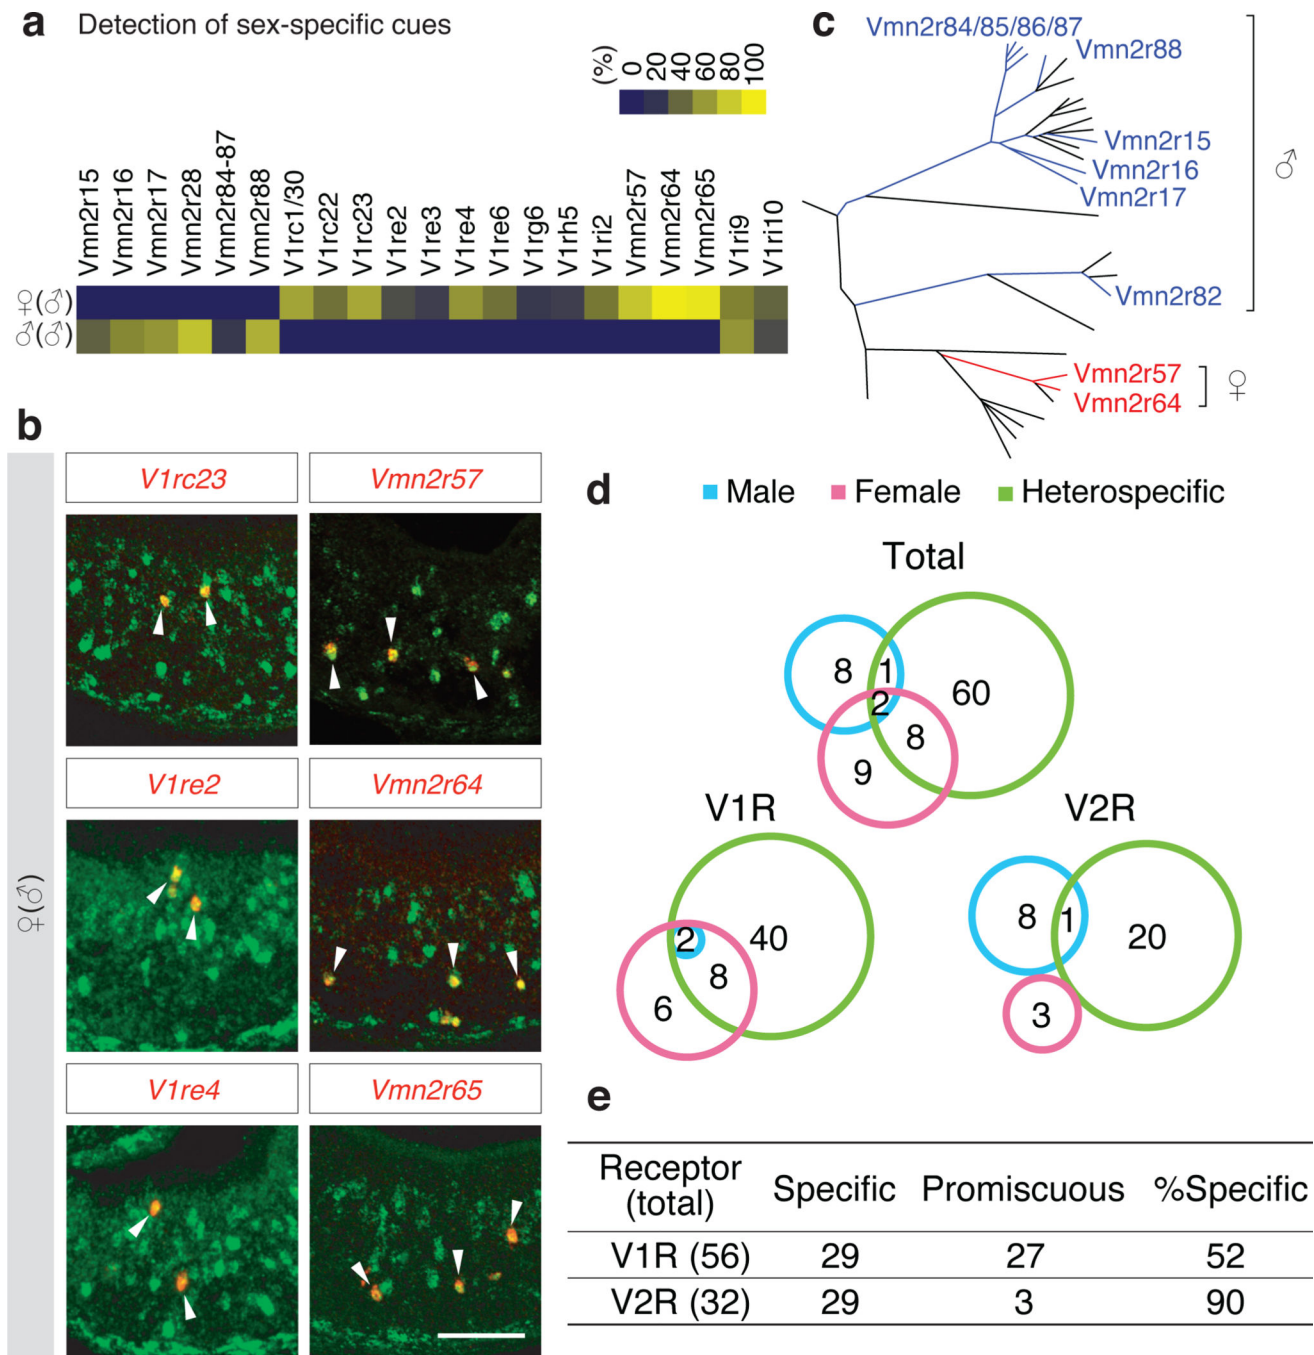 a Detection of sex-specific cues
(%) 0 20 40 60 80 100
Vmn2r15 Vmn2r16 Vmn2r17 Vmn2r28 Vmn2r84-87 Vmn2r88 V1rc1/30 V1rc22 V1rc23 V1re2 V1re3 V1re4 V1re6 V1rg6 V1rh5 V1ri2 Vmn2r57 Vmn2r64 Vmn2r65 V1ri9 V1ri10
♀(♂)
♂(♂)
b
♀(♂)
V1rc23 Vmn2r57
V1re2 Vmn2r64
V1re4 Vmn2r65
c
Vmn2r84/85/86/87
Vmn2r88
Vmn2r15
Vmn2r16
Vmn2r17
♂
Vmn2r82
Vmn2r57
Vmn2r64
♀
d
Male Female Heterospecific
Total
8 1 60
2
8
9
V1R
2 40
8
6
V2R
8 1 20
3
e
Receptor (total) Specific Promiscuous %Specific
V1R (56) 29 27 52
V2R (32) 29 3 90